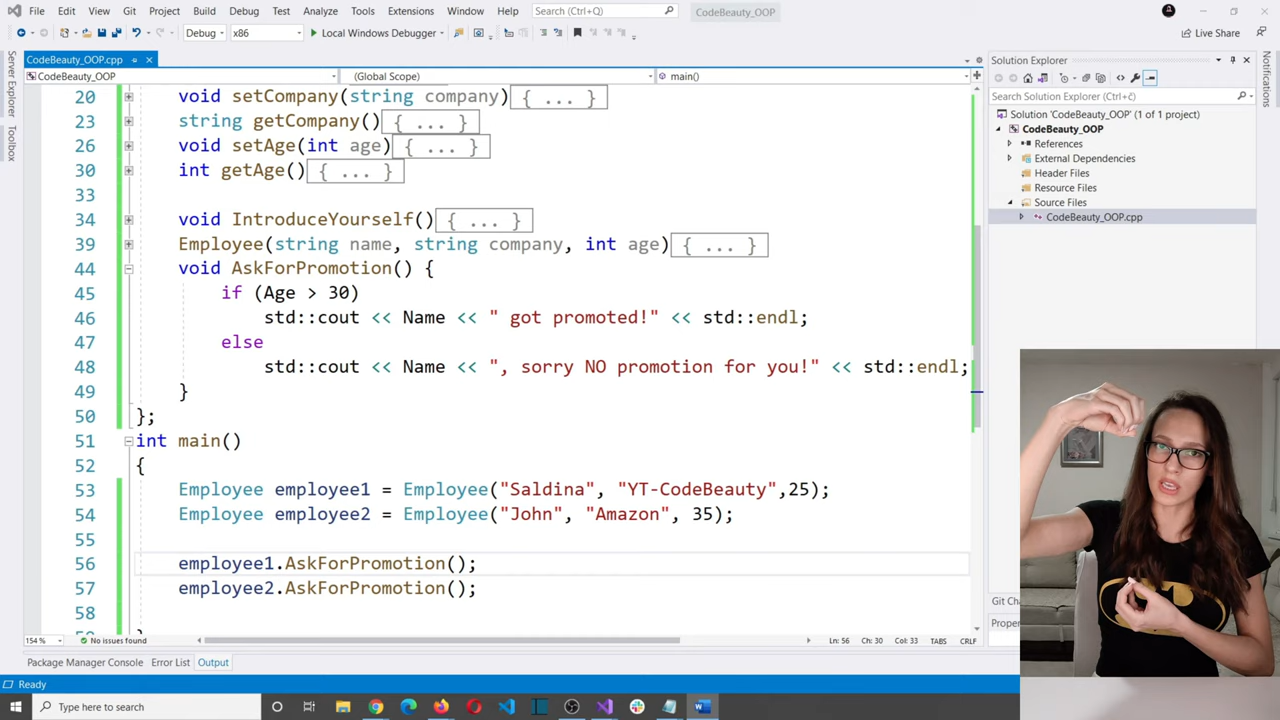 File Edit View Git Project Build Debug Test Analyze Tools Extensions Window Help Search (Ctrl+Q) CodeBeauty_OOP
Debug x86 Local Windows Debugger Live Share
Server Explorer
Toolbox
CodeBeauty_OOP.cpp
CodeBeauty_OOP (Global Scope) main()
20 void setCompany(string company){ ... }
23 string getCompany(){ ... }
26 void setAge(int age){ ... }
30 int getAge(){ ... }
33
34 void IntroduceYourself(){ ... }
39 Employee(string name, string company, int age){ ... }
44 void AskForPromotion() {
45 if (Age > 30)
46 std::cout << Name << " got promoted!" << std::endl;
47 else
48 std::cout << Name << ", sorry NO promotion for you!" << std::endl;
49 }
50 };
51 int main()
52 {
53 Employee employee1 = Employee("Saldina", "YT-CodeBeauty",25);
54 Employee employee2 = Employee("John", "Amazon", 35);
55
56 employee1.AskForPromotion();
57 employee2.AskForPromotion();
58
154 % No issues found Ln: 56 Ch: 30 Col: 33 TABS CRLF
Package Manager Console Error List Output
Ready
Type here to search
Solution Explorer
Search Solution Explorer (Ctrl+č)
Solution 'CodeBeauty_OOP' (1 of 1 project)
CodeBeauty_OOP
References
External Dependencies
Header Files
Resource Files
Source Files
CodeBeauty_OOP.cpp
Git Ch
Proper
Notifications